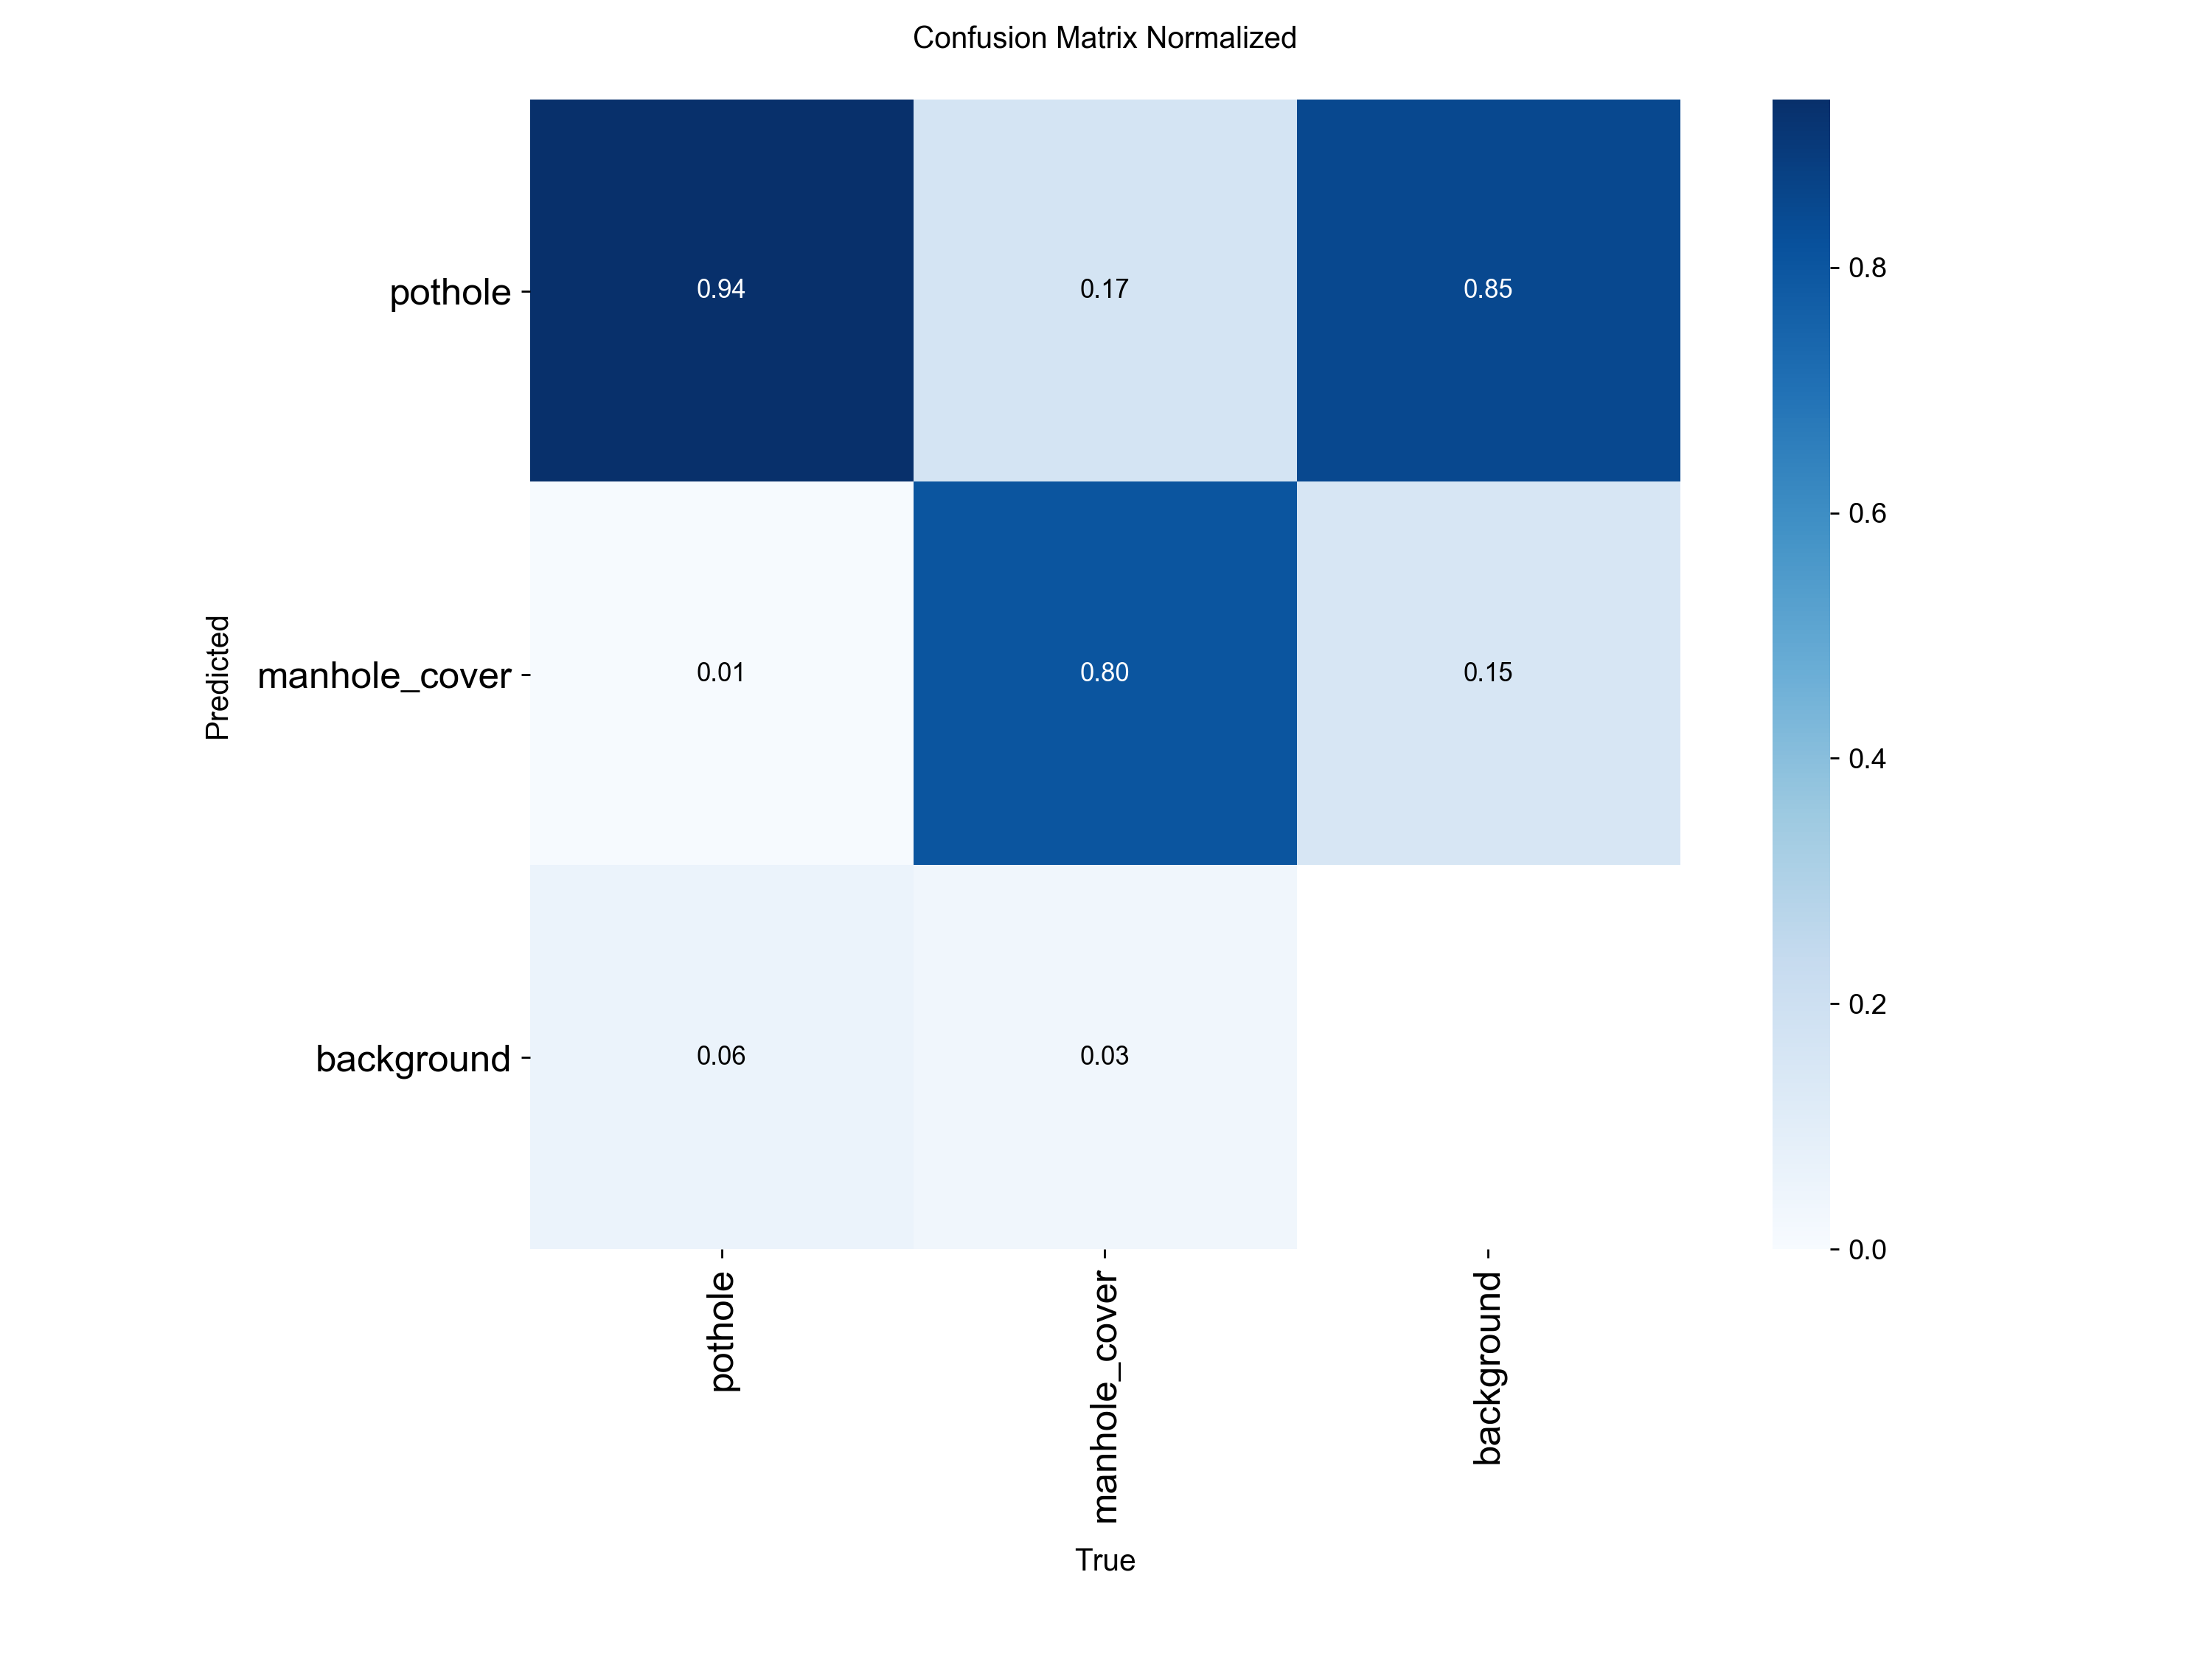 Confusion Matrix Normalized
pothole
0.94
0.17
0.85
manhole_cover
0.01
0.80
0.15
background
0.06
0.03
Predicted
pothole
manhole_cover
background
True
0.8
0.6
0.4
0.2
0.0